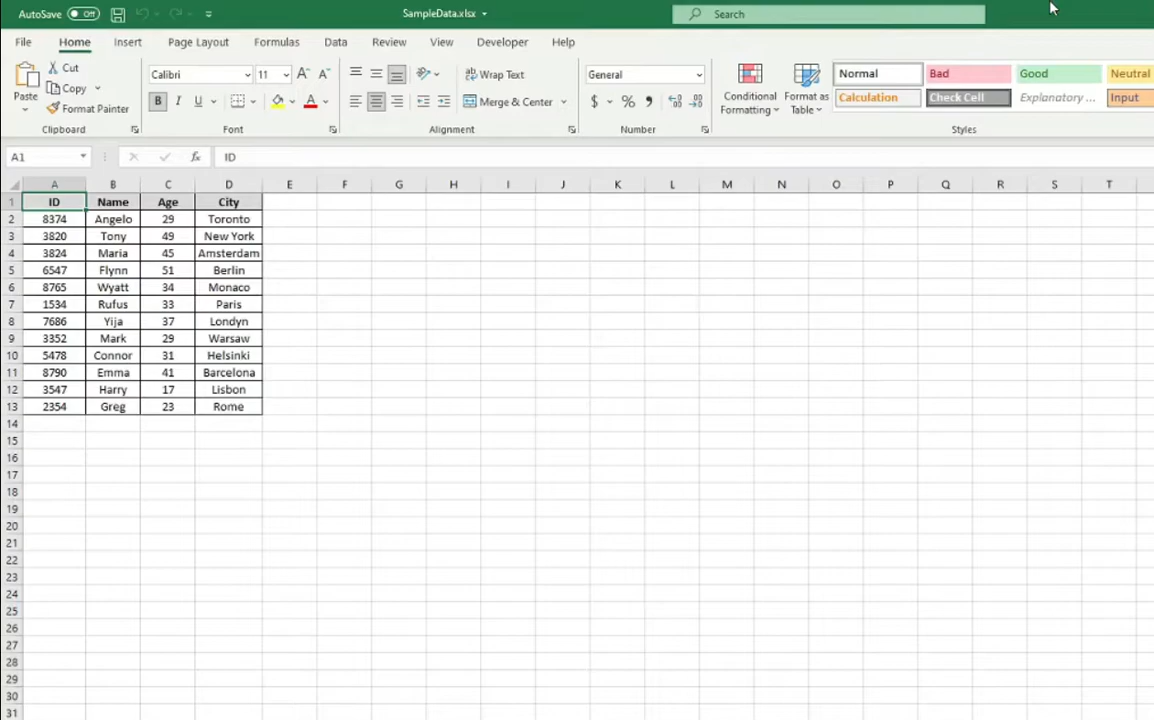 AutoSave Off SampleData.xlsx Search
File Home Insert Page Layout Formulas Data Review View Developer Help
Paste Cut Copy Format Painter
Calibri 11 A A
B I U A
Wrap Text
Merge & Center
General
$ %
Conditional Formatting Format as Table
Normal Bad Good Neutral
Calculation Check Cell Explanatory ... Input
Clipboard Font Alignment Number Styles
A1 fx ID
A B C D E F G H I J K L M N O P Q R S T
1 ID Name Age City
2 8374 Angelo 29 Toronto
3 3820 Tony 49 New York
4 3824 Maria 45 Amsterdam
5 6547 Flynn 51 Berlin
6 8765 Wyatt 34 Monaco
7 1534 Rufus 33 Paris
8 7686 Yija 37 Londyn
9 3352 Mark 29 Warsaw
10 5478 Connor 31 Helsinki
11 8790 Emma 41 Barcelona
12 3547 Harry 17 Lisbon
13 2354 Greg 23 Rome
14
15
16
17
18
19
20
21
22
23
24
25
26
27
28
29
30
31